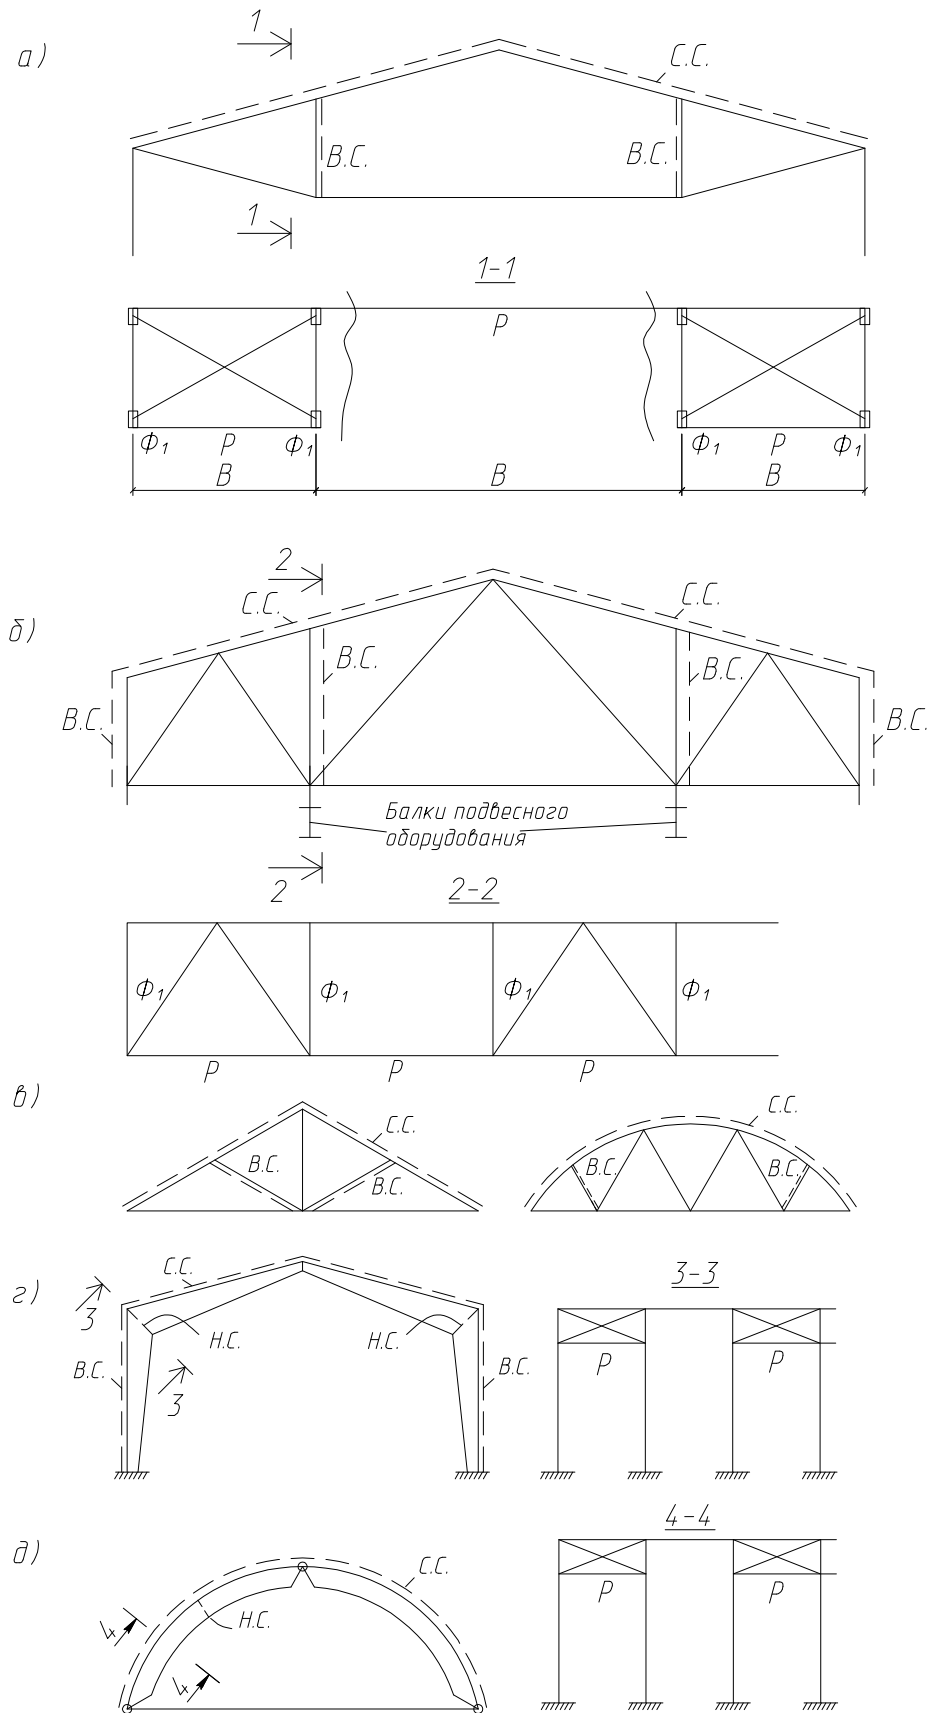 а)
1
С.С.
В.С.
В.С.
1
1-1
Р
Ф1 Р Ф1
Ф1 Р Ф1
В В В
б)
2
С.С.
С.С.
В.С.
В.С.
В.С.
В.С.
Балки подвесного
оборудования
2
2-2
Ф1 Ф1 Ф1 Ф1
Р Р Р
в)
С.С.
В.С.
В.С.
С.С.
В.С.
В.С.
г)
С.С.
3
Н.С.
Н.С.
В.С.
В.С.
3
3-3
Р Р
д)
С.С.
Н.С.
4
4
4-4
Р Р